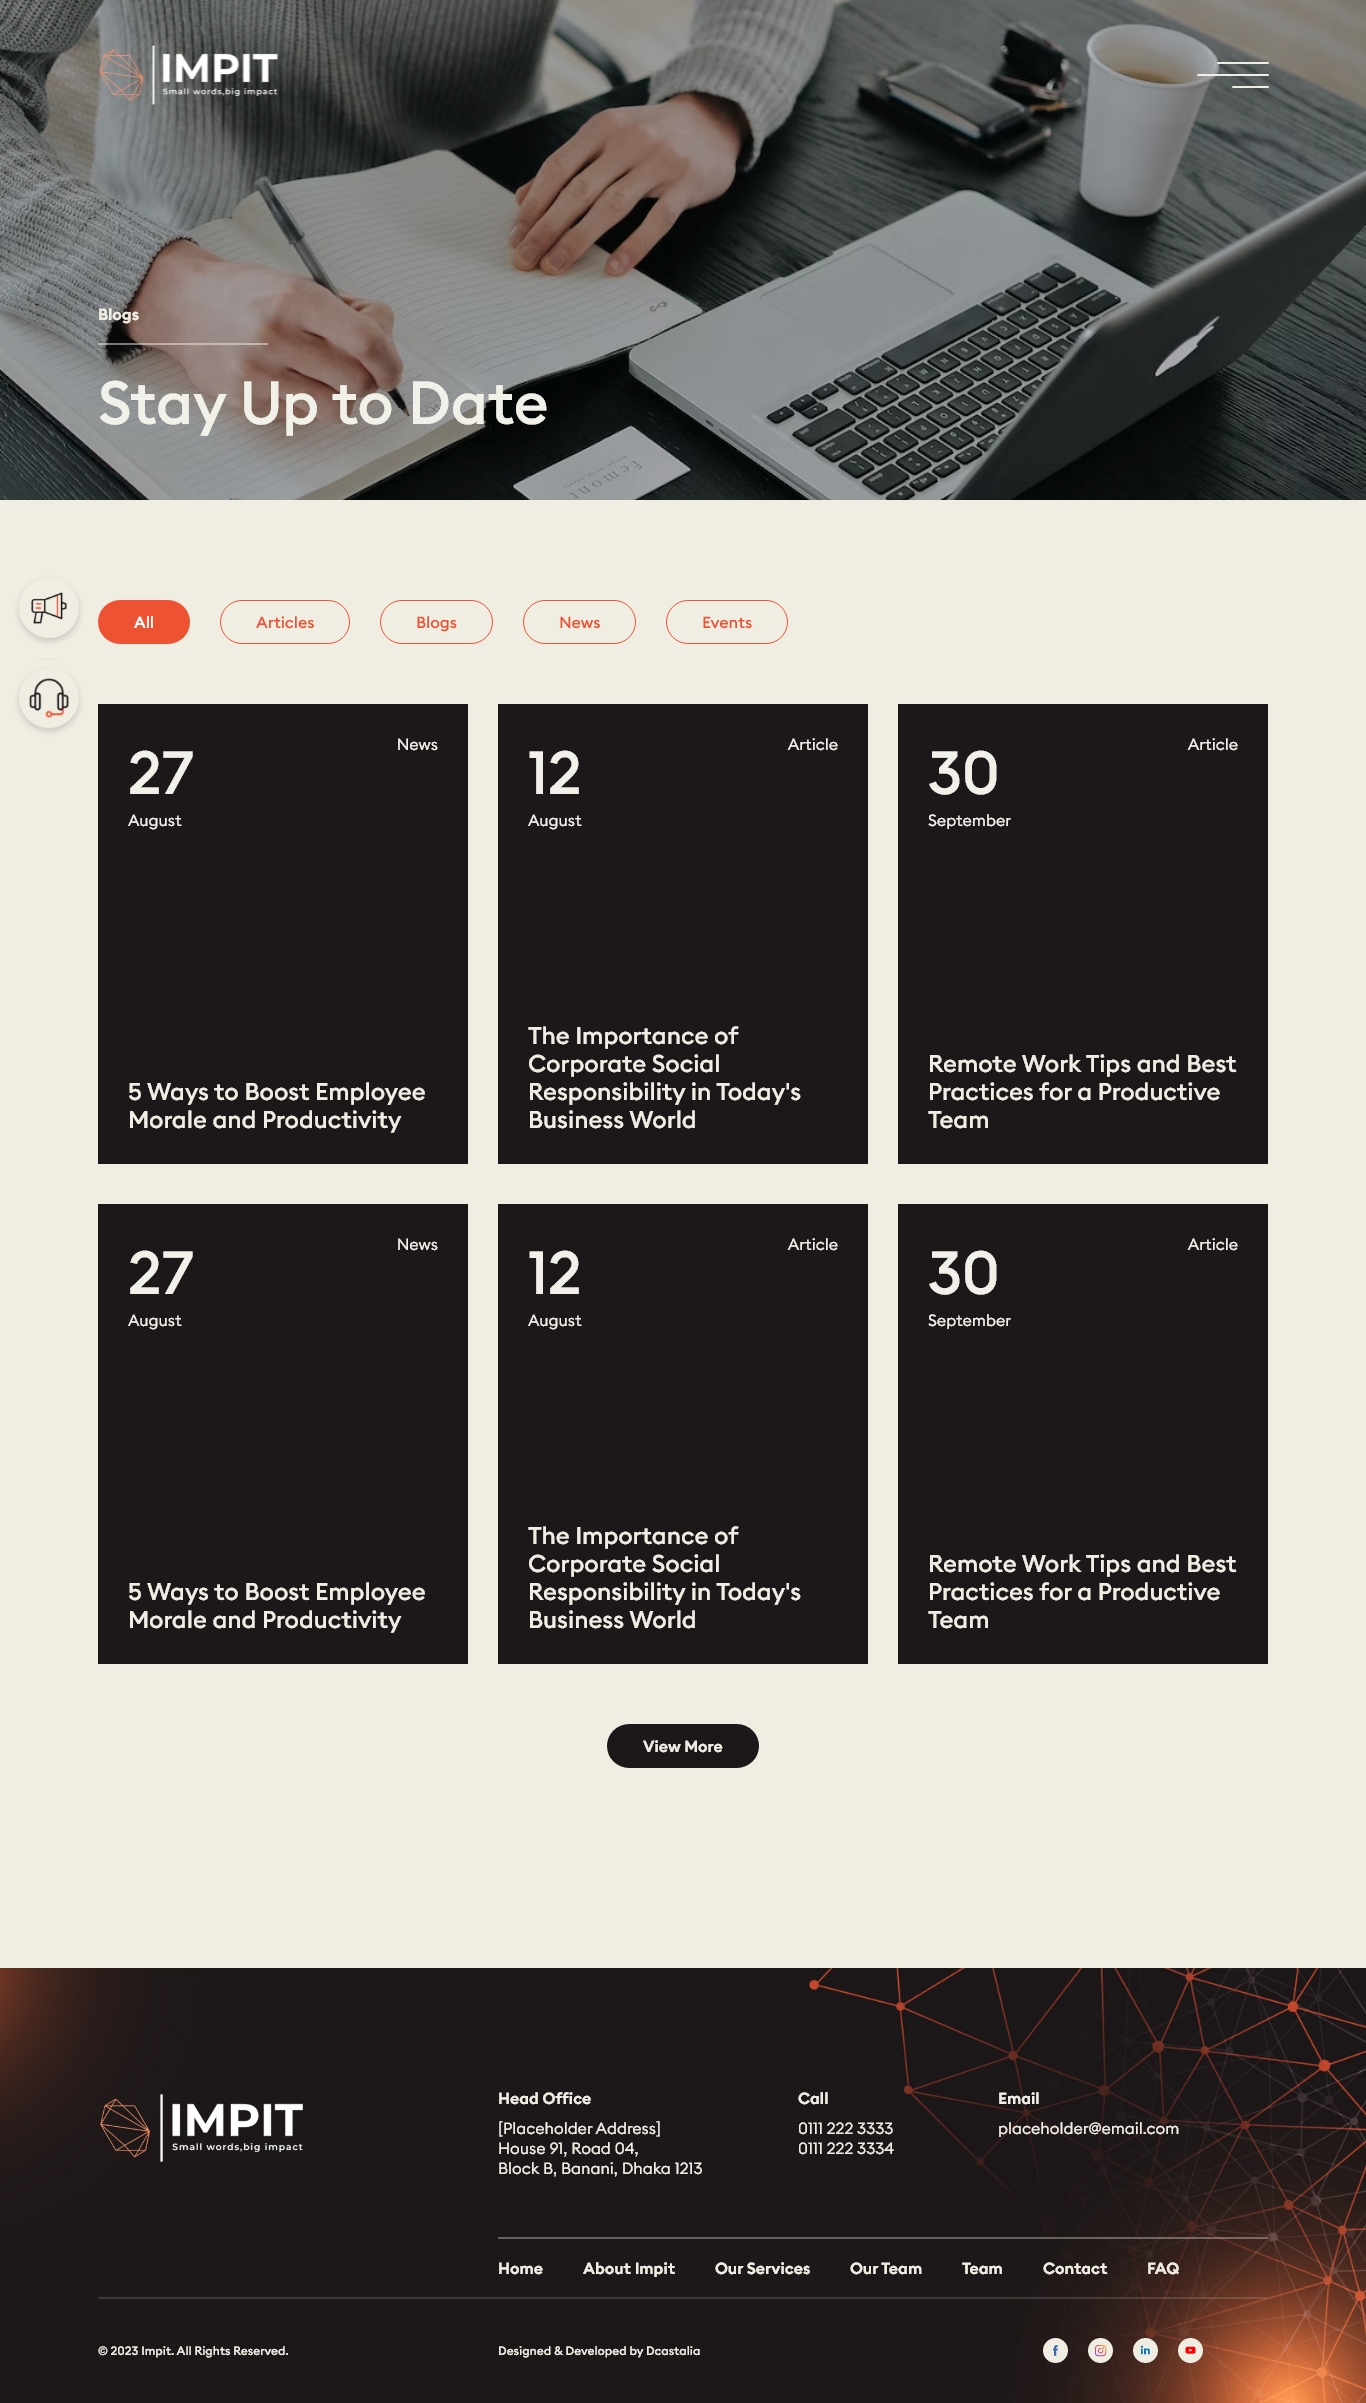 IMPIT
Small words,big impact
Blogs
Stay Up to Date
All
Articles
Blogs
News
Events
27
News
August
5 Ways to Boost Employee
Morale and Productivity
12
Article
August
The Importance of
Corporate Social
Responsibility in Today's
Business World
30
Article
September
Remote Work Tips and Best
Practices for a Productive
Team
27
News
August
5 Ways to Boost Employee
Morale and Productivity
12
Article
August
The Importance of
Corporate Social
Responsibility in Today's
Business World
30
Article
September
Remote Work Tips and Best
Practices for a Productive
Team
View More
IMPIT
Small words,big impact
Head Office
[Placeholder Address]
House 91, Road 04,
Block B, Banani, Dhaka 1213
Call
0111 222 3333
0111 222 3334
Email
placeholder@email.com
Home
About Impit
Our Services
Our Team
Team
Contact
FAQ
© 2023 Impit. All Rights Reserved.
Designed & Developed by Dcastalia